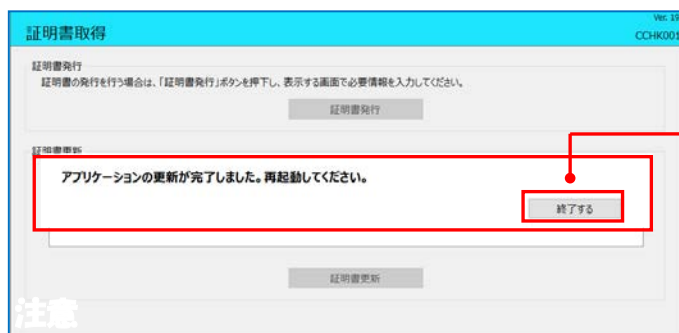 Ver. 19
証明書取得
CCHK001
証明書発行
証明書の発行を行う場合は、「証明書発行」ボタンを押下し、表示する画面で必要情報を入力してください。
証明書発行
証明書更新
アプリケーションの更新が完了しました。再起動してください。
終了する
証明書更新
注意